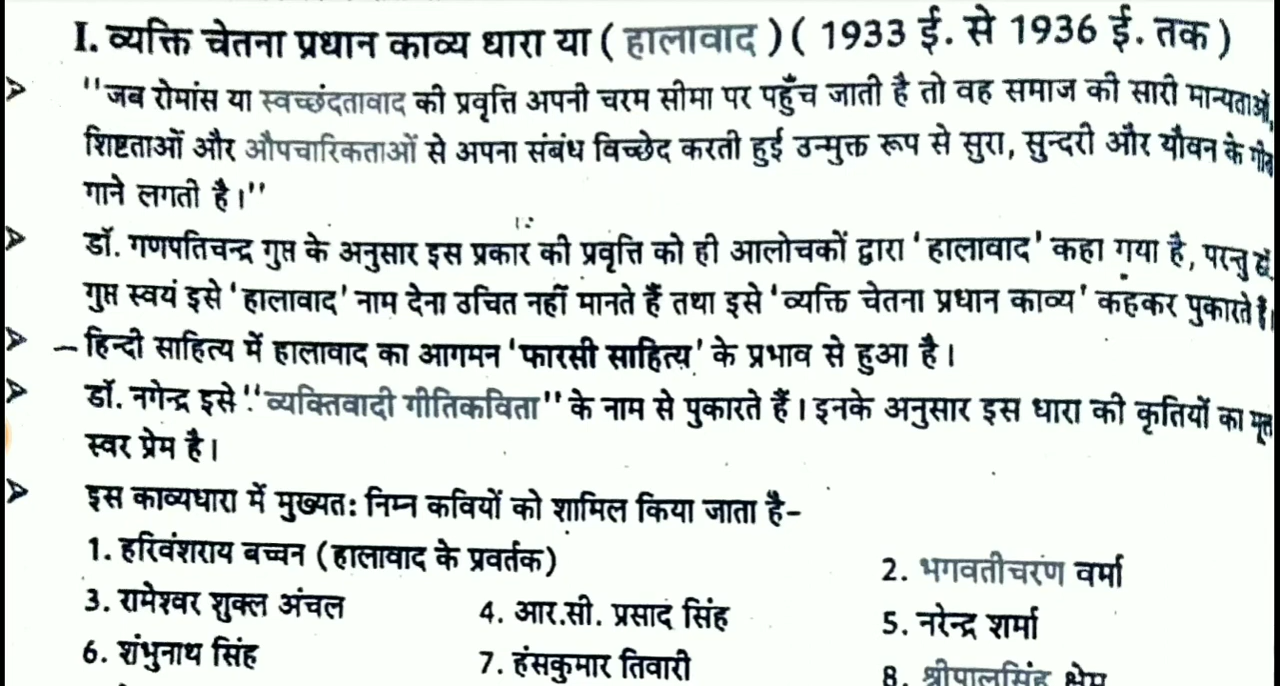 I. व्यक्ति चेतना प्रधान काव्य धारा या ( हालावाद ) ( 1933 ई. से 1936 ई. तक )
➢ ''जब रोमांस या स्वच्छंदतावाद की प्रवृत्ति अपनी चरम सीमा पर पहुँच जाती है तो वह समाज की सारी मान्यताओं,
शिष्टताओं और औपचारिकताओं से अपना संबंध विच्छेद करती हुई उन्मुक्त रूप से सुरा, सुन्दरी और यौवन के गीत
गाने लगती है।''
➢ डॉ. गणपतिचन्द्र गुप्त के अनुसार इस प्रकार की प्रवृत्ति को ही आलोचकों द्वारा 'हालावाद' कहा गया है, परन्तु डॉ.
गुप्त स्वयं इसे 'हालावाद' नाम देना उचित नहीं मानते हैं तथा इसे 'व्यक्ति चेतना प्रधान काव्य' कहकर पुकारते हैं।
➢ – हिन्दी साहित्य में हालावाद का आगमन 'फारसी साहित्य' के प्रभाव से हुआ है।
➢ डॉ. नगेन्द्र इसे ''व्यक्तिवादी गीतिकविता'' के नाम से पुकारते हैं। इनके अनुसार इस धारा की कृतियों का मूल
स्वर प्रेम है।
➢ इस काव्यधारा में मुख्यत: निम्न कवियों को शामिल किया जाता है-
1. हरिवंशराय बच्चन (हालावाद के प्रवर्तक) 2. भगवतीचरण वर्मा
3. रामेश्वर शुक्ल अंचल 4. आर.सी. प्रसाद सिंह 5. नरेन्द्र शर्मा
6. शंभुनाथ सिंह 7. हंसकुमार तिवारी 8. श्रीपालसिंह क्षेम